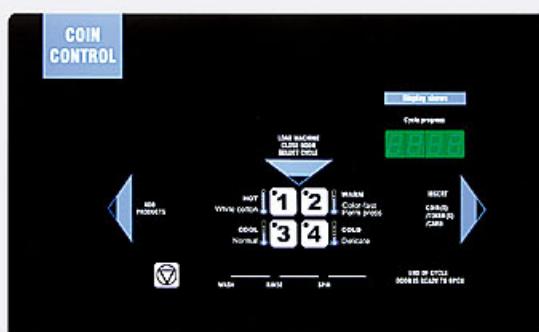 COIN
CONTROL
Display shows
Cycle progress
LOAD MACHINE
CLOSE DOOR
SELECT CYCLE
ADD
PRODUCTS
HOT
White cotton
1
2
WARM
Color-fast
Perm press
INSERT
COIN(S)
/TOKEN(S)
/CARD
COOL
Normal
3
4
COLD
Delicate
WASH
RINSE
SPIN
END OF CYCLE
DOOR IS READY TO OPEN